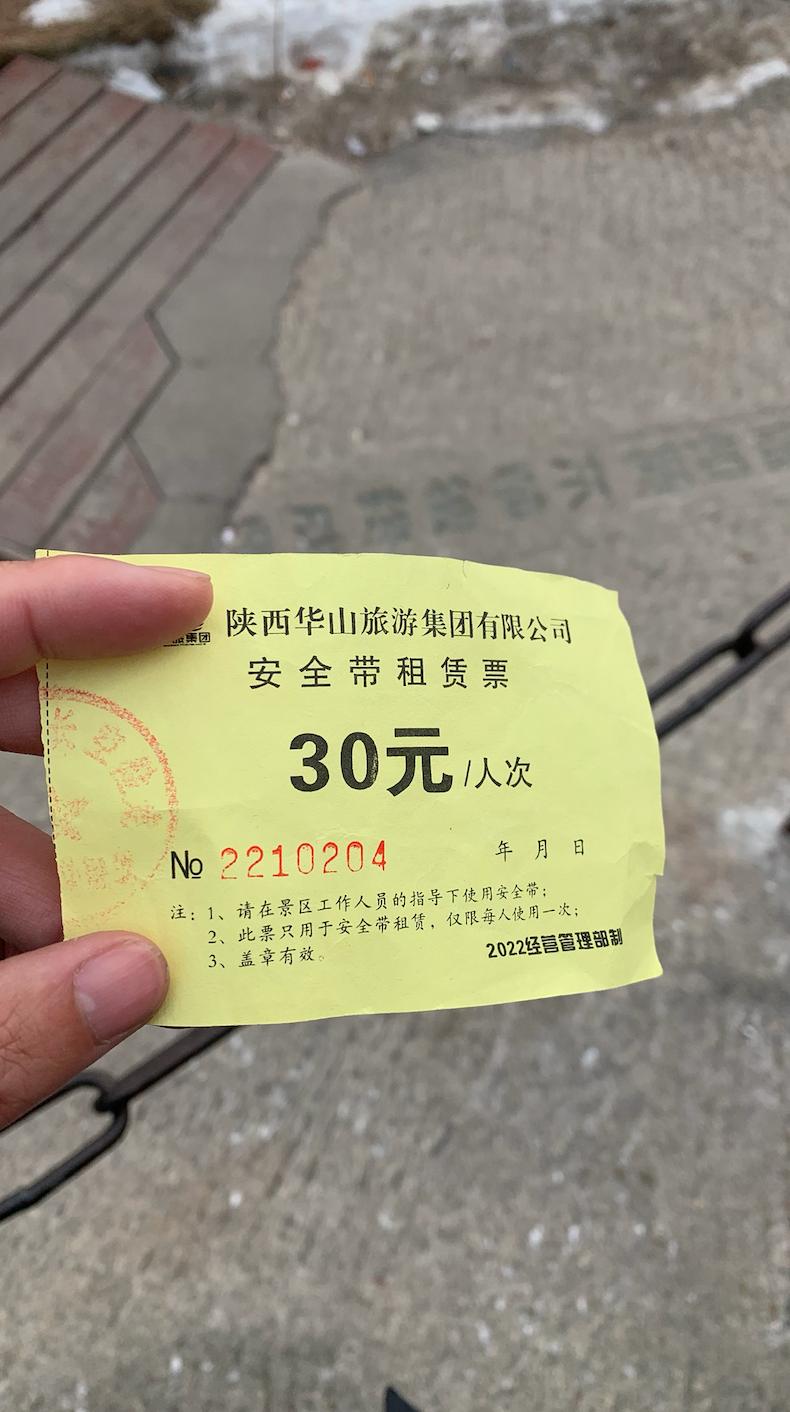 陕西华山旅游集团有限公司
旅集团
安全带租赁票
30元/人次
№ 2210204 年 月 日
注：1、请在景区工作人员的指导下使用安全带；
2、此票只用于安全带租赁，仅限每人使用一次；
3、盖章有效。
2022经营管理部制